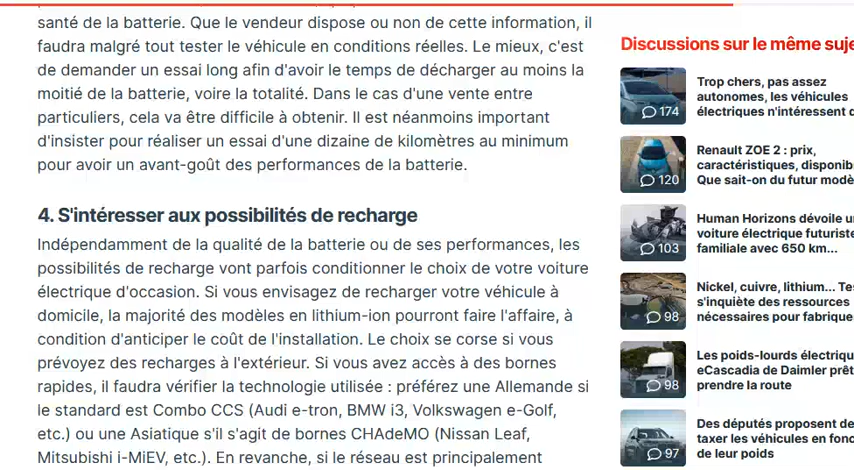 santé de la batterie. Que le vendeur dispose ou non de cette information, il
faudra malgré tout tester le véhicule en conditions réelles. Le mieux, c'est
de demander un essai long afin d'avoir le temps de décharger au moins la
moitié de la batterie, voire la totalité. Dans le cas d'une vente entre
particuliers, cela va être difficile à obtenir. Il est néanmoins important
d'insister pour réaliser un essai d'une dizaine de kilomètres au minimum
pour avoir un avant-goût des performances de la batterie.
4. S'intéresser aux possibilités de recharge
Indépendamment de la qualité de la batterie ou de ses performances, les
possibilités de recharge vont parfois conditionner le choix de votre voiture
électrique d'occasion. Si vous envisagez de recharger votre véhicule à
domicile, la majorité des modèles en lithium-ion pourront faire l'affaire, à
condition d'anticiper le coût de l'installation. Le choix se corse si vous
prévoyez des recharges à l'extérieur. Si vous avez accès à des bornes
rapides, il faudra vérifier la technologie utilisée : préférez une Allemande si
le standard est Combo CCS (Audi e-tron, BMW i3, Volkswagen e-Golf,
etc.) ou une Asiatique s'il s'agit de bornes CHAdeMO (Nissan Leaf,
Mitsubishi i-MiEV, etc.). En revanche, si le réseau est principalement
Discussions sur le même suje
174
Trop chers, pas assez
autonomes, les véhicules
électriques n'intéressent
120
Renault ZOE 2 : prix,
caractéristiques, disponib
Que sait-on du futur modè
103
Human Horizons dévoile u
voiture électrique futuriste
familiale avec 650 km...
98
Nickel, cuivre, lithium... Te
s'inquiète des ressources
nécessaires pour fabrique
98
Les poids-lourds électriqu
eCascadia de Daimler prêt
prendre la route
97
Des députés proposent de
taxer les véhicules en fonc
de leur poids